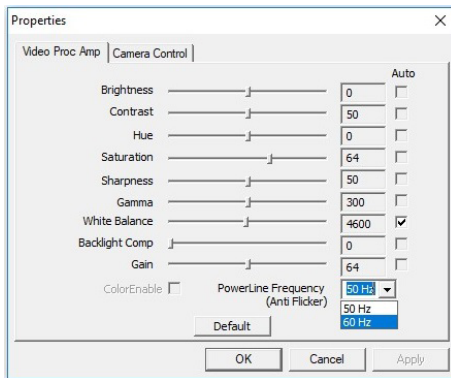 Properties
Video Proc Amp Camera Control
Auto
Brightness 0
Contrast 50
Hue 0
Saturation 64
Sharpness 50
Gamma 300
White Balance 4600
Backlight Comp 0
Gain 64
ColorEnable PowerLine Frequency 50 Hz
(Anti Flicker) 50 Hz
60 Hz
Default
OK Cancel Apply